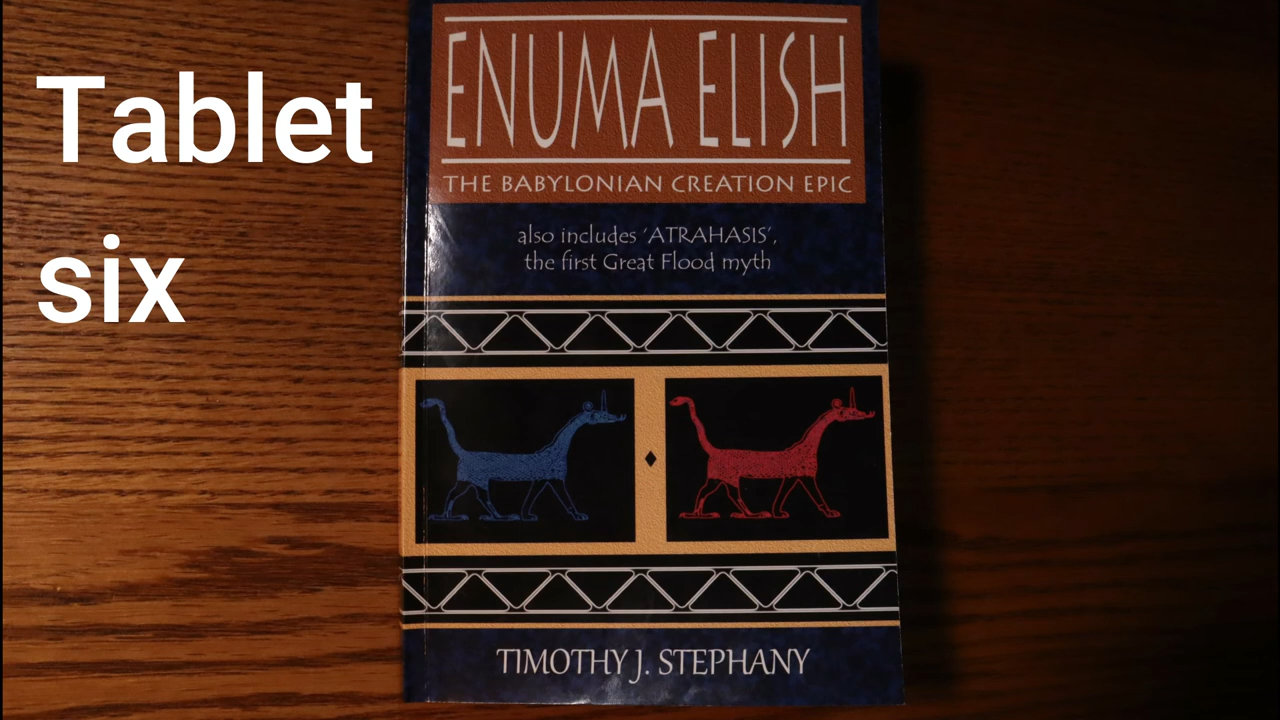 Tablet
six
ENUMA ELISH
THE BABYLONIAN CREATION EPIC
also includes ‘ATRAHASIS’,
the first Great Flood myth
TIMOTHY J. STEPHANY